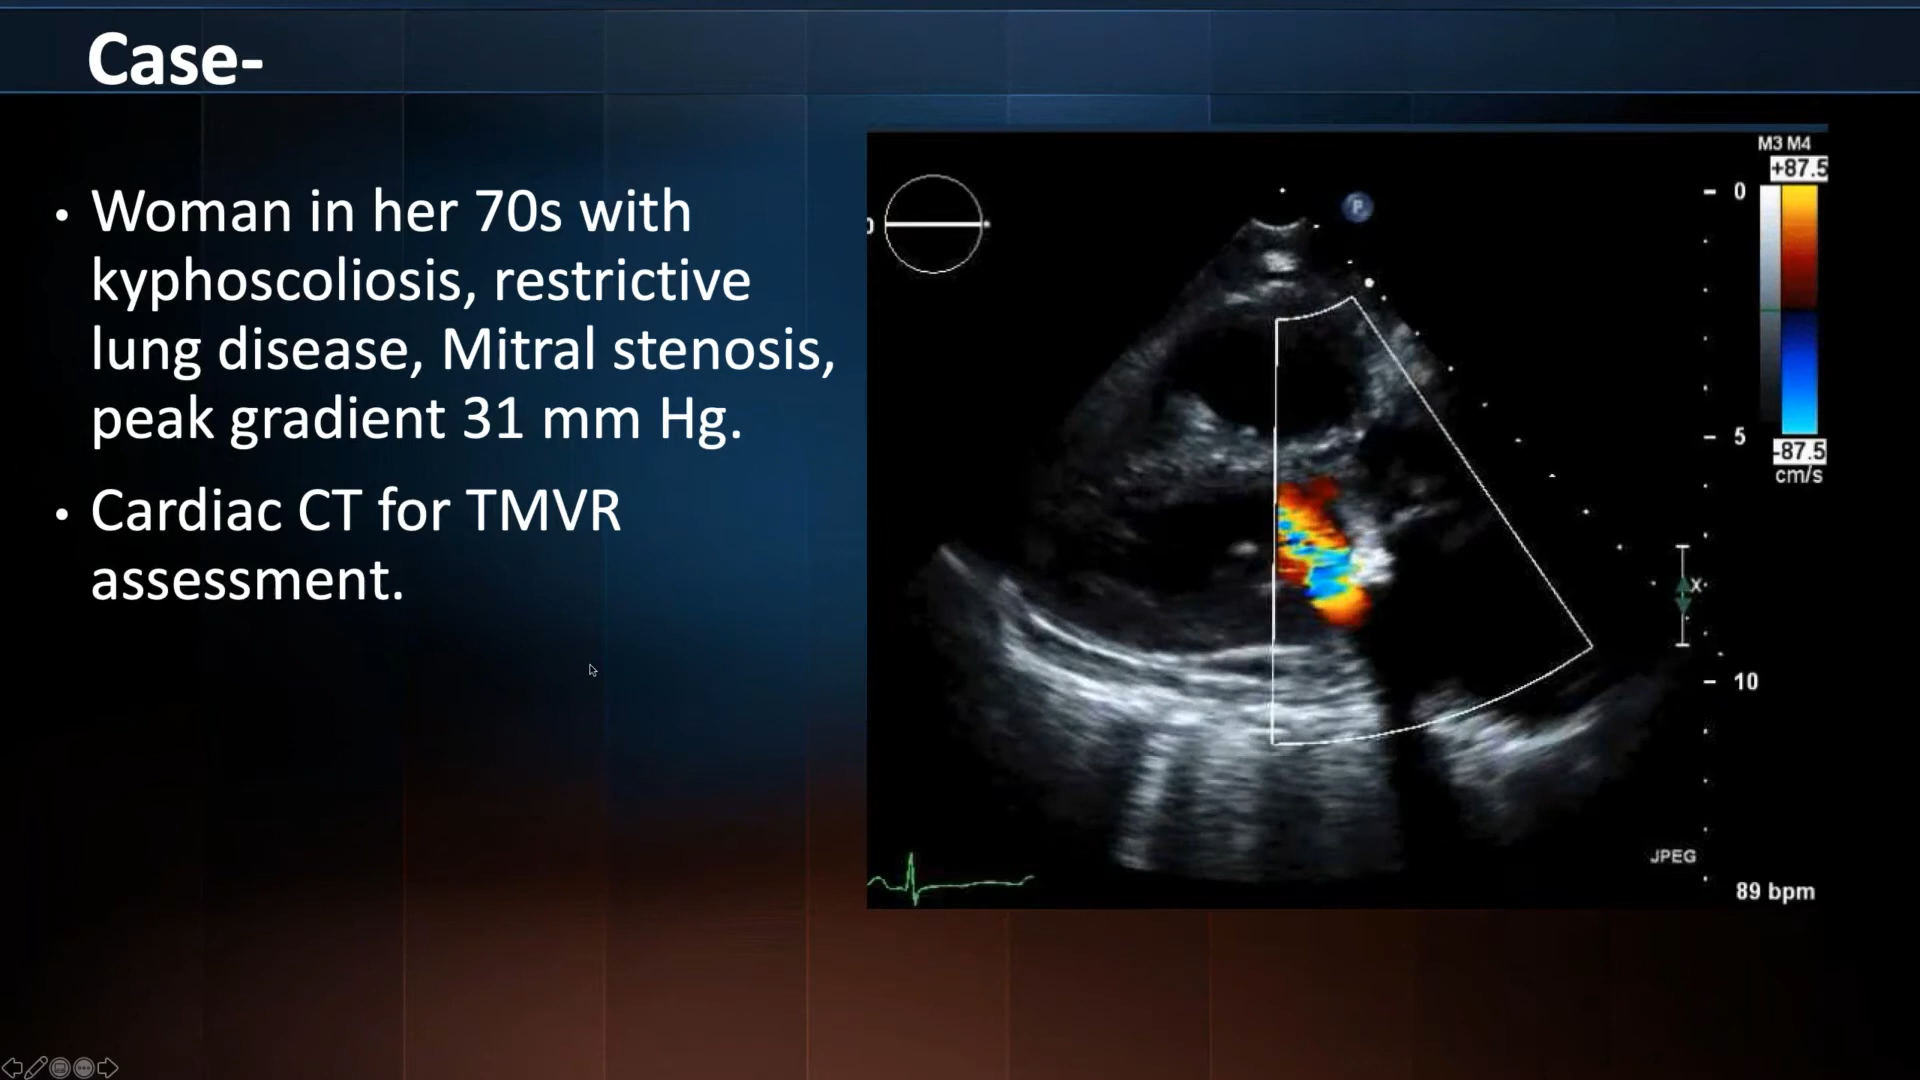 Case-
• Woman in her 70s with
kyphoscoliosis, restrictive
lung disease, Mitral stenosis,
peak gradient 31 mm Hg.
• Cardiac CT for TMVR
assessment.
M3 M4
+87.5
-87.5
cm/s
P
0
5
10
X
JPEG
89 bpm